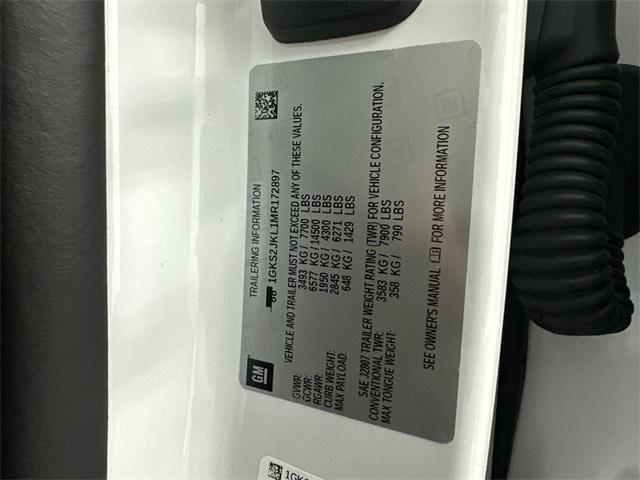 GM
TRAILERING INFORMATION
1GKS2JKL1MR172897
VEHICLE AND TRAILER MUST NOT EXCEED ANY OF THESE VALUES.
GVWR: 3493 KG / 7700 LBS
GCWR: 6577 KG / 14500 LBS
RGAWR: 1950 KG / 4300 LBS
CURB WEIGHT: 2845 KG / 6271 LBS
MAX PAYLOAD: 648 KG / 1429 LBS
SAE J2807 TRAILER WEIGHT RATING (TWR) FOR VEHICLE CONFIGURATION.
CONVENTIONAL TWR: 3583 KG / 7900 LBS
MAX TONGUE WEIGHT: 358 KG / 790 LBS
SEE OWNER'S MANUAL FOR MORE INFORMATION
1GKS